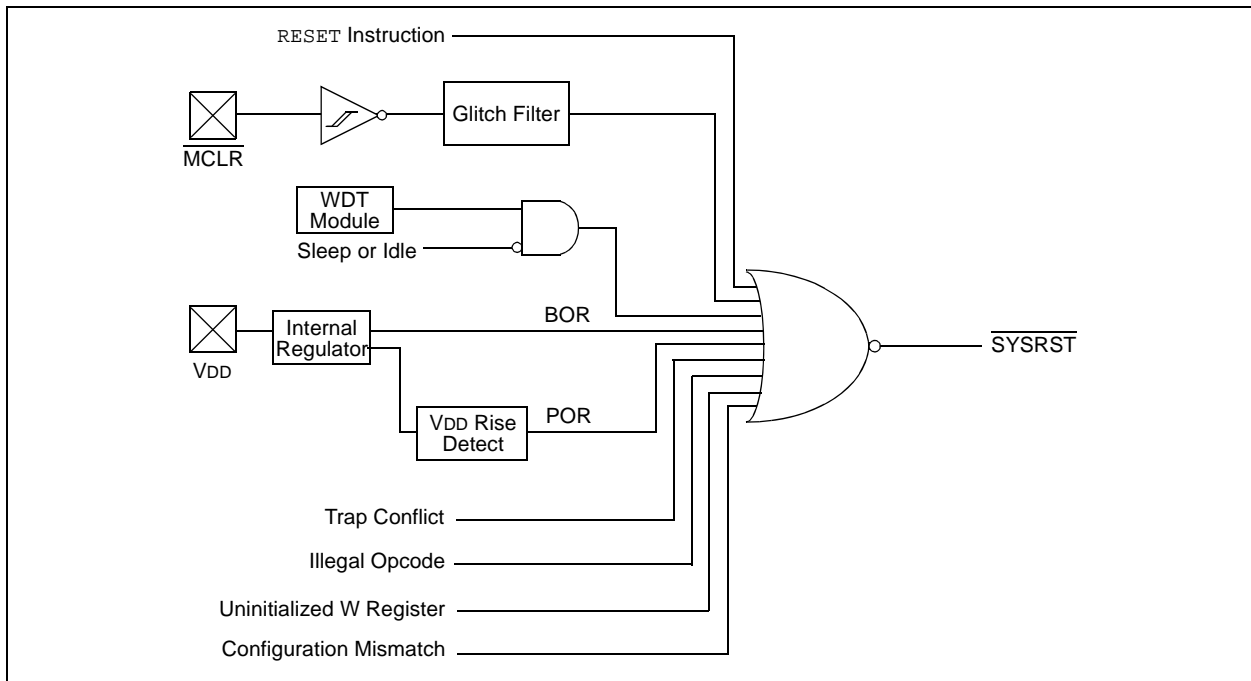 RESET Instruction
Glitch Filter
MCLR
WDT
Module
Sleep or Idle
BOR
Internal
Regulator
SYSRST
VDD
POR
VDD Rise
Detect
Trap Conflict
Illegal Opcode
Uninitialized W Register
Configuration Mismatch